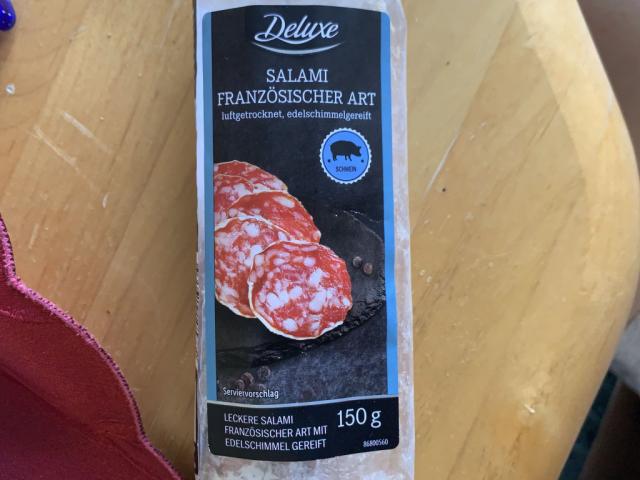 Deluxe
SALAMI
FRANZÖSISCHER ART
luftgetrocknet, edelschimmelgereift
SCHWEIN
Serviervorschlag
LECKERE SALAMI
FRANZÖSISCHER ART MIT
EDELSCHIMMEL GEREIFT
150 g
86800560